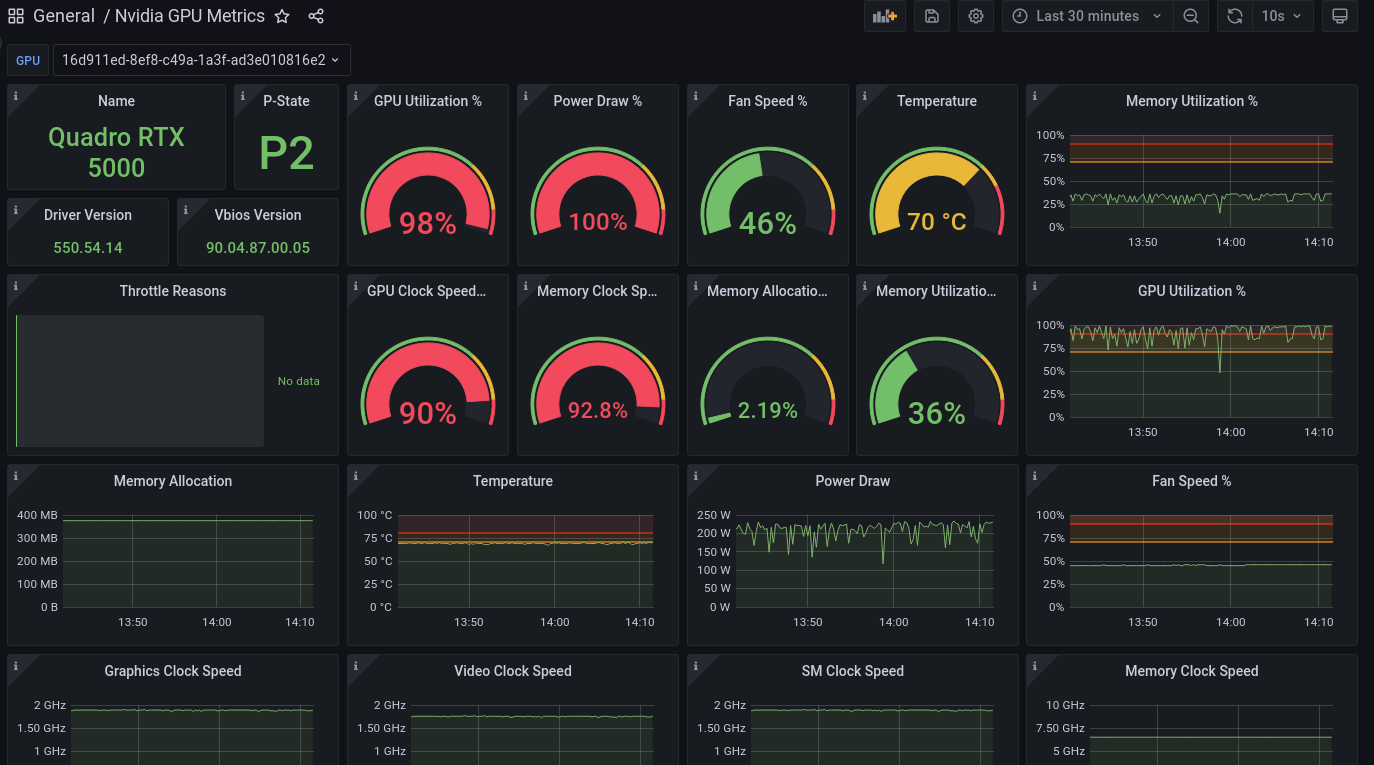 General / Nvidia GPU Metrics
Last 30 minutes
10s
GPU
16d911ed-8ef8-c49a-1a3f-ad3e010816e2
Name
Quadro RTX
5000
P-State
P2
GPU Utilization %
98%
Power Draw %
100%
Fan Speed %
46%
Temperature
70 °C
Memory Utilization %
100%
75%
50%
25%
0%
13:50
14:00
14:10
Driver Version
550.54.14
Vbios Version
90.04.87.00.05
Throttle Reasons
No data
GPU Clock Speed...
90%
Memory Clock Sp...
92.8%
Memory Allocatio...
2.19%
Memory Utilizatio...
36%
GPU Utilization %
100%
75%
50%
25%
0%
13:50
14:00
14:10
Memory Allocation
400 MB
300 MB
200 MB
100 MB
0 B
13:50
14:00
14:10
Temperature
100 °C
75 °C
50 °C
25 °C
0 °C
13:50
14:00
14:10
Power Draw
250 W
200 W
150 W
100 W
50 W
0 W
13:50
14:00
14:10
Fan Speed %
100%
75%
50%
25%
0%
13:50
14:00
14:10
Graphics Clock Speed
2 GHz
1.50 GHz
1 GHz
Video Clock Speed
2 GHz
1.50 GHz
1 GHz
SM Clock Speed
2 GHz
1.50 GHz
1 GHz
Memory Clock Speed
10 GHz
7.50 GHz
5 GHz